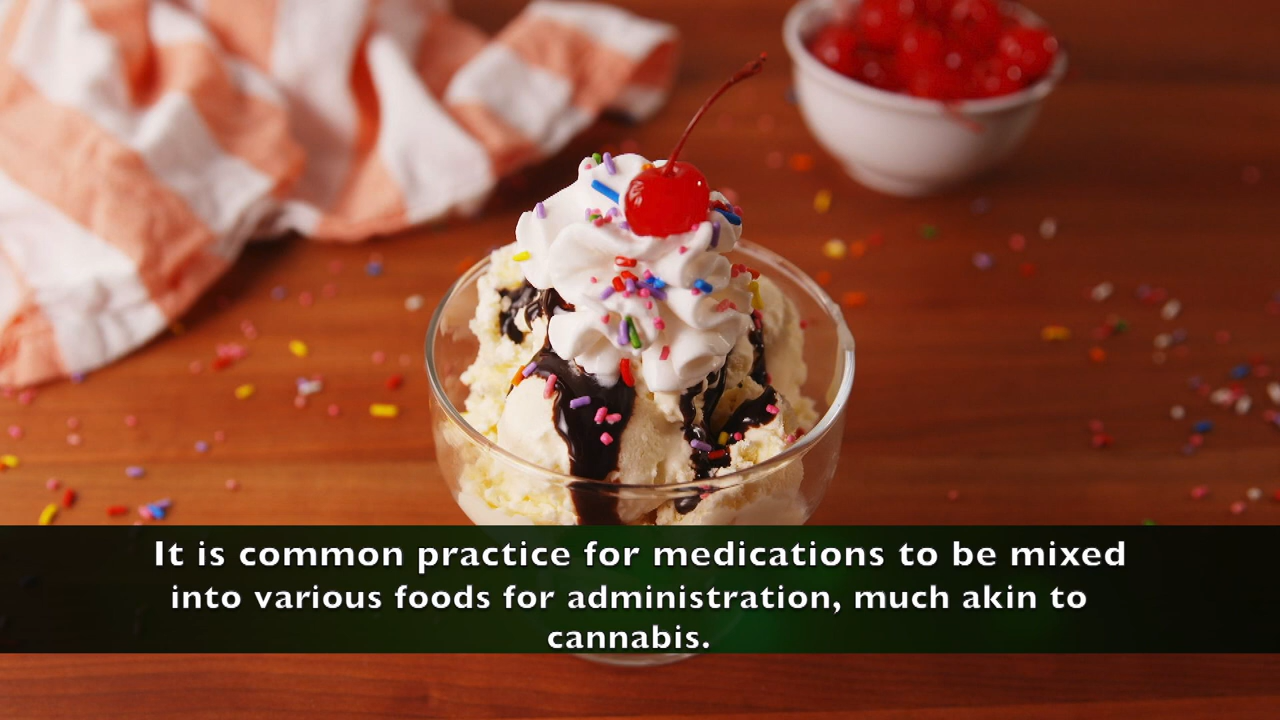 It is common practice for medications to be mixed
into various foods for administration, much akin to
cannabis.